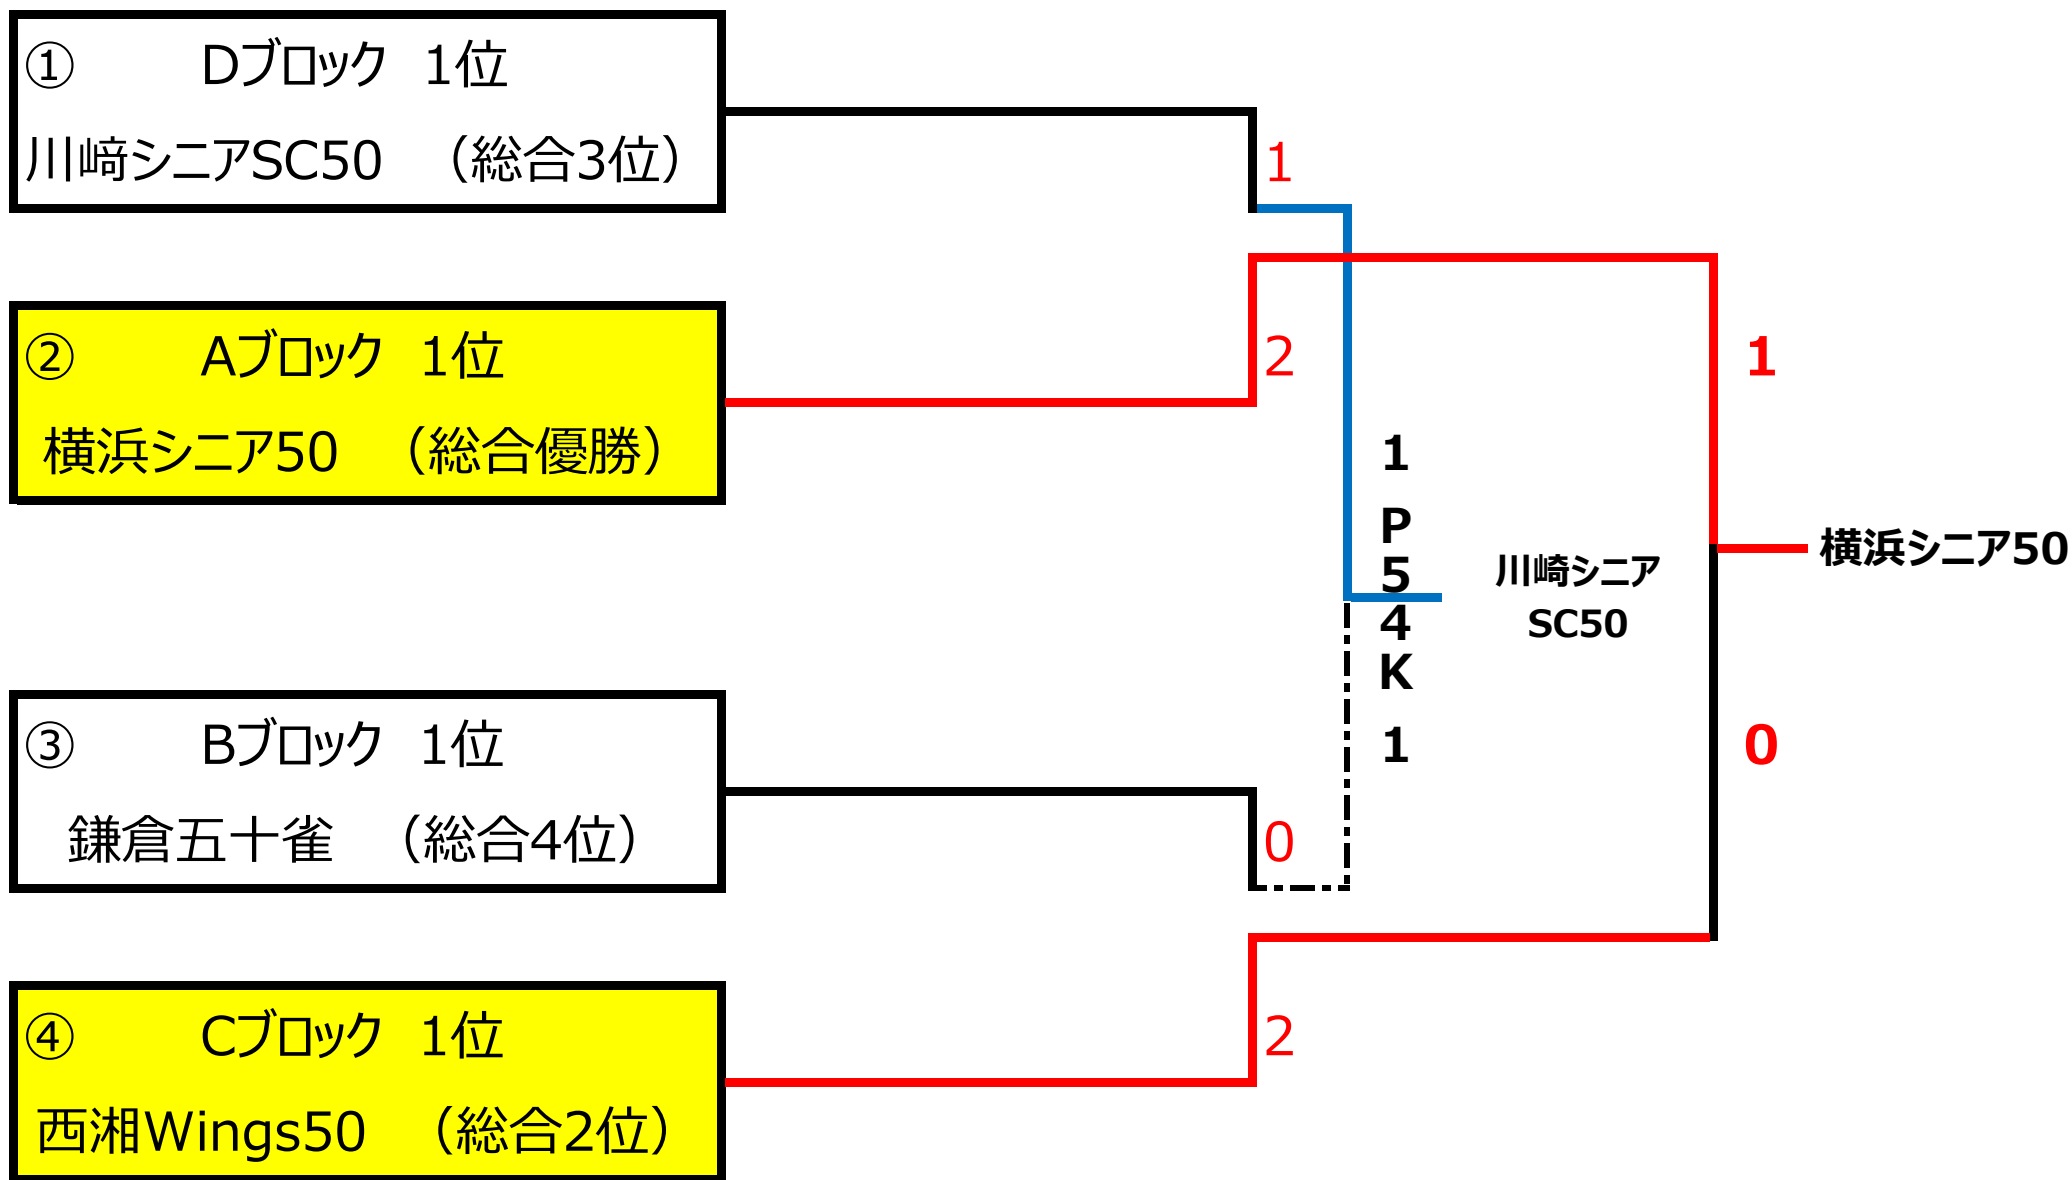 ① Dブロック 1位
川﨑シニアSC50 （総合3位）
1
② Aブロック 1位
横浜シニア50 （総合優勝）
2
1
1
P
5
4
K
1
川崎シニア
SC50
横浜シニア50
③ Bブロック 1位
鎌倉五十雀 （総合4位）
0
0
④ Cブロック 1位
西湘Wings50 （総合2位）
2